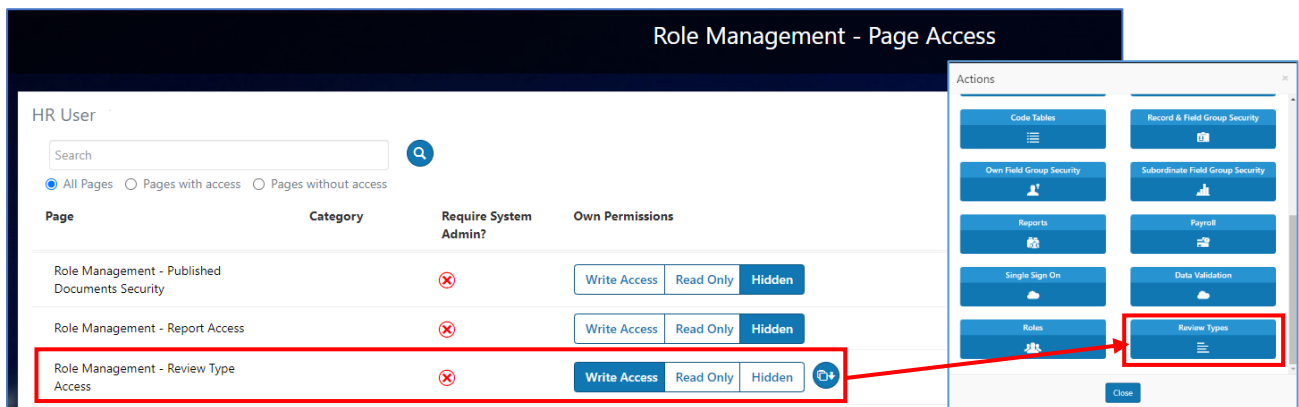 Role Management - Page Access
HR User
Search
All Pages Pages with access Pages without access
Page Category Require System Admin? Own Permissions
Role Management - Published
Documents Security
Write Access Read Only Hidden
Role Management - Report Access
Write Access Read Only Hidden
Role Management - Review Type
Access
Write Access Read Only Hidden
Actions
Code Tables Record & Field Group Security
Own Field Group Security Subordinate Field Group Security
Reports Payroll
Single Sign On Data Validation
Roles Review Types
Close